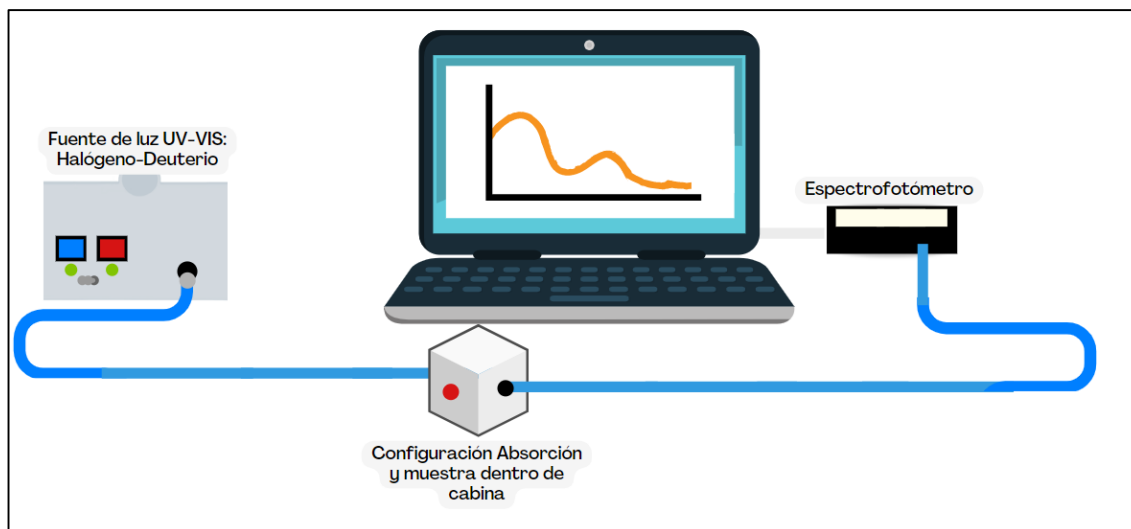 Fuente de luz UV-VIS:
Halógeno-Deuterio
Espectrofotómetro
Configuración Absorción
y muestra dentro de
cabina